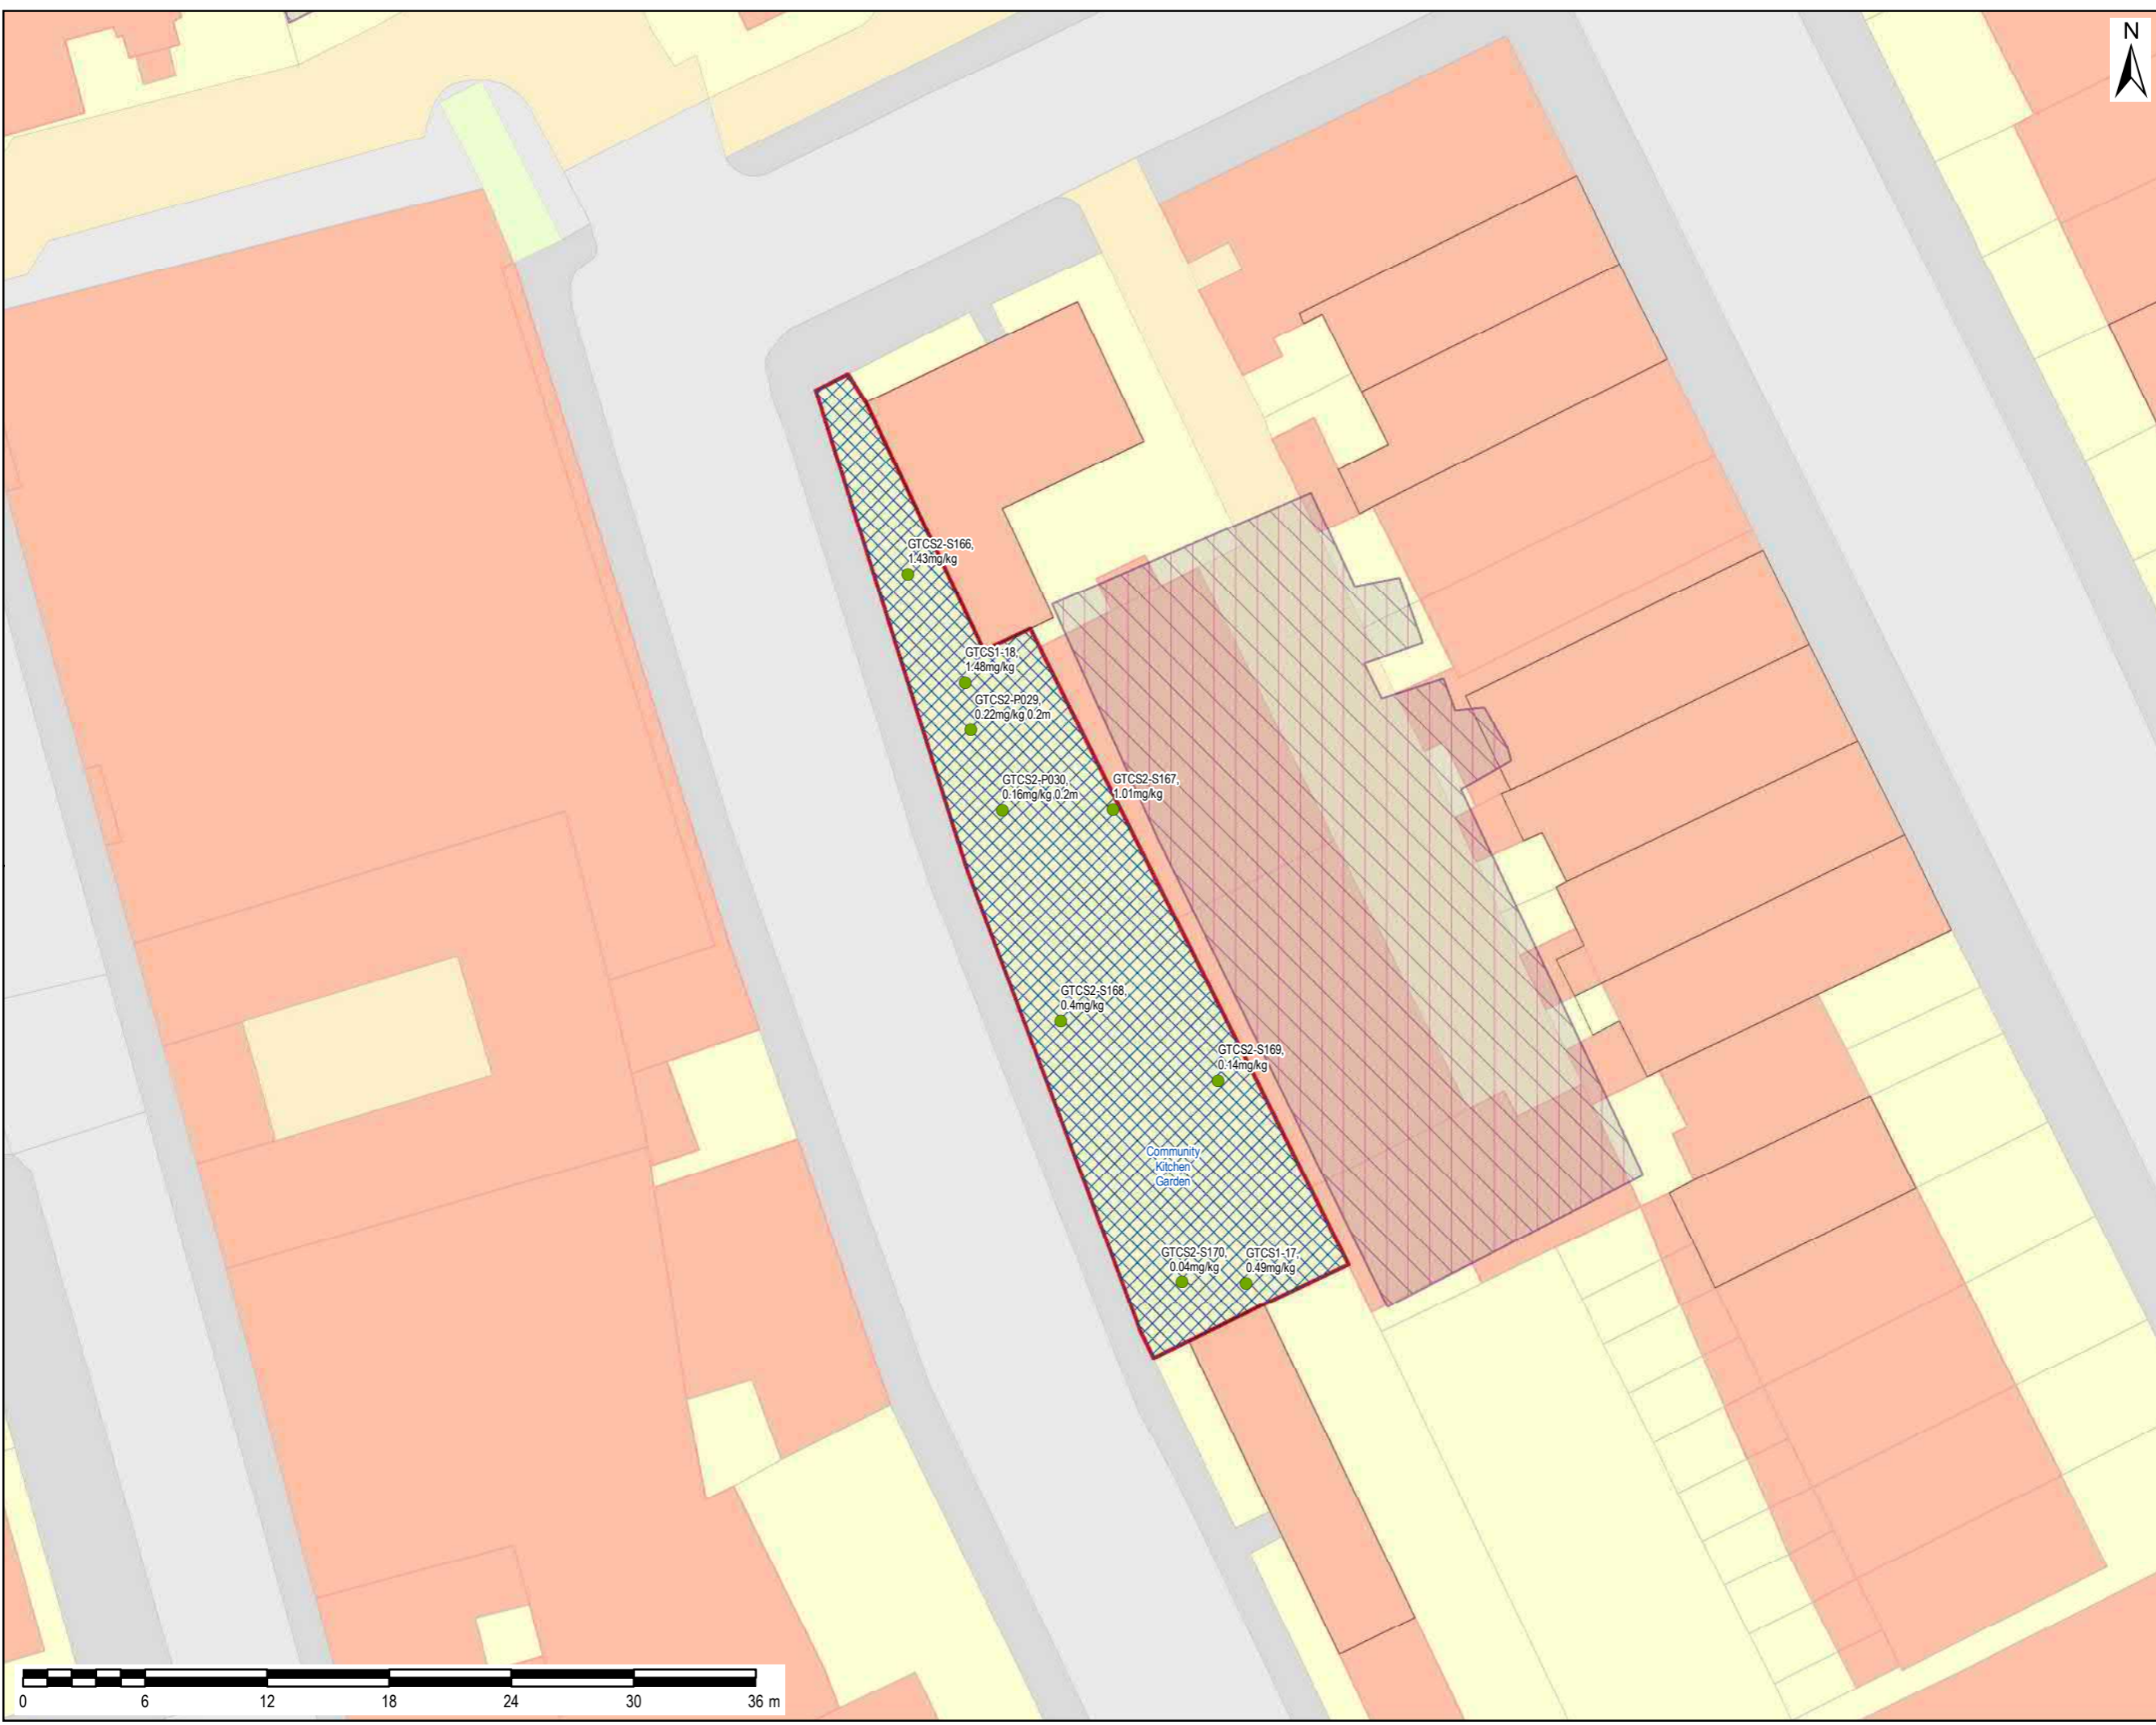 N
GTCS2-S166,
1.43mg/kg
GTCS1-18,
1.48mg/kg
GTCS2-P029,
0.22mg/kg 0.2m
GTCS2-P030,
0.16mg/kg 0.2m
GTCS2-S167,
1.01mg/kg
GTCS2-S168,
0.4mg/kg
GTCS2-S169,
0.14mg/kg
Community
Kitchen
Garden
GTCS2-S170,
0.04mg/kg
GTCS1-17,
0.49mg/kg
0 6 12 18 24 30 36 m